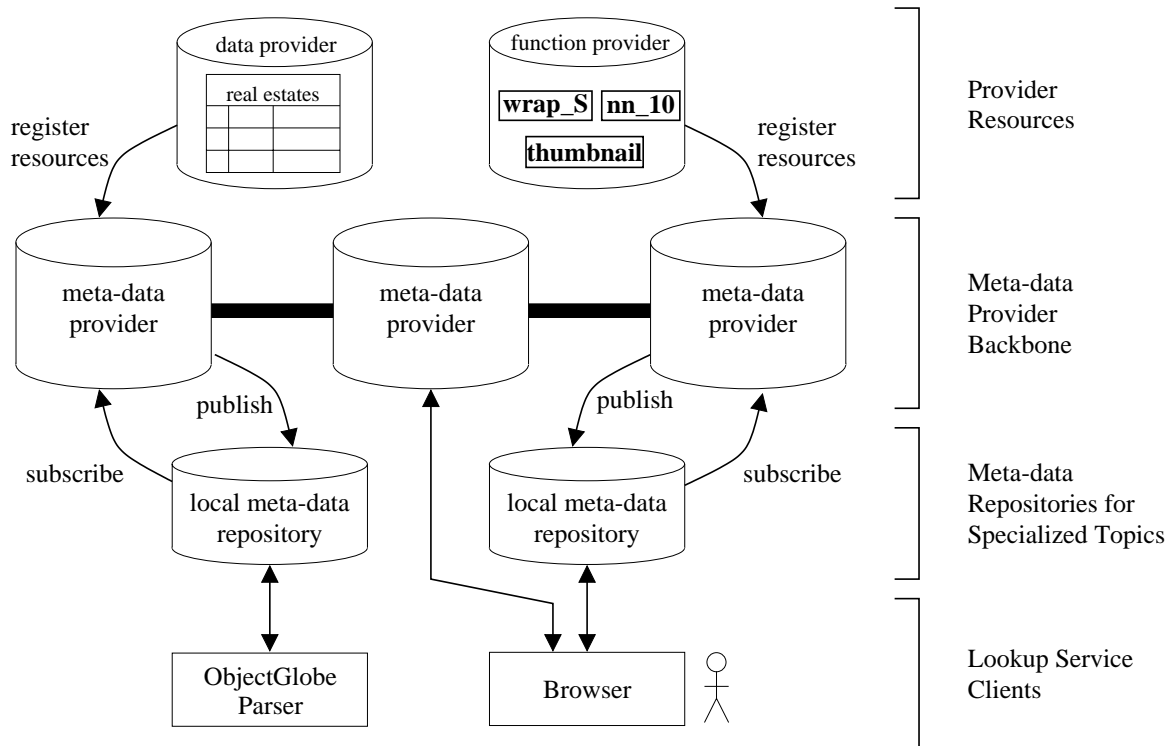 data provider
real estates
function provider
wrap_S
nn_10
thumbnail
register
resources
register
resources
Provider
Resources
meta-data
provider
meta-data
provider
meta-data
provider
Meta-data
Provider
Backbone
publish
subscribe
publish
subscribe
local meta-data
repository
local meta-data
repository
Meta-data
Repositories for
Specialized Topics
ObjectGlobe
Parser
Browser
Lookup Service
Clients